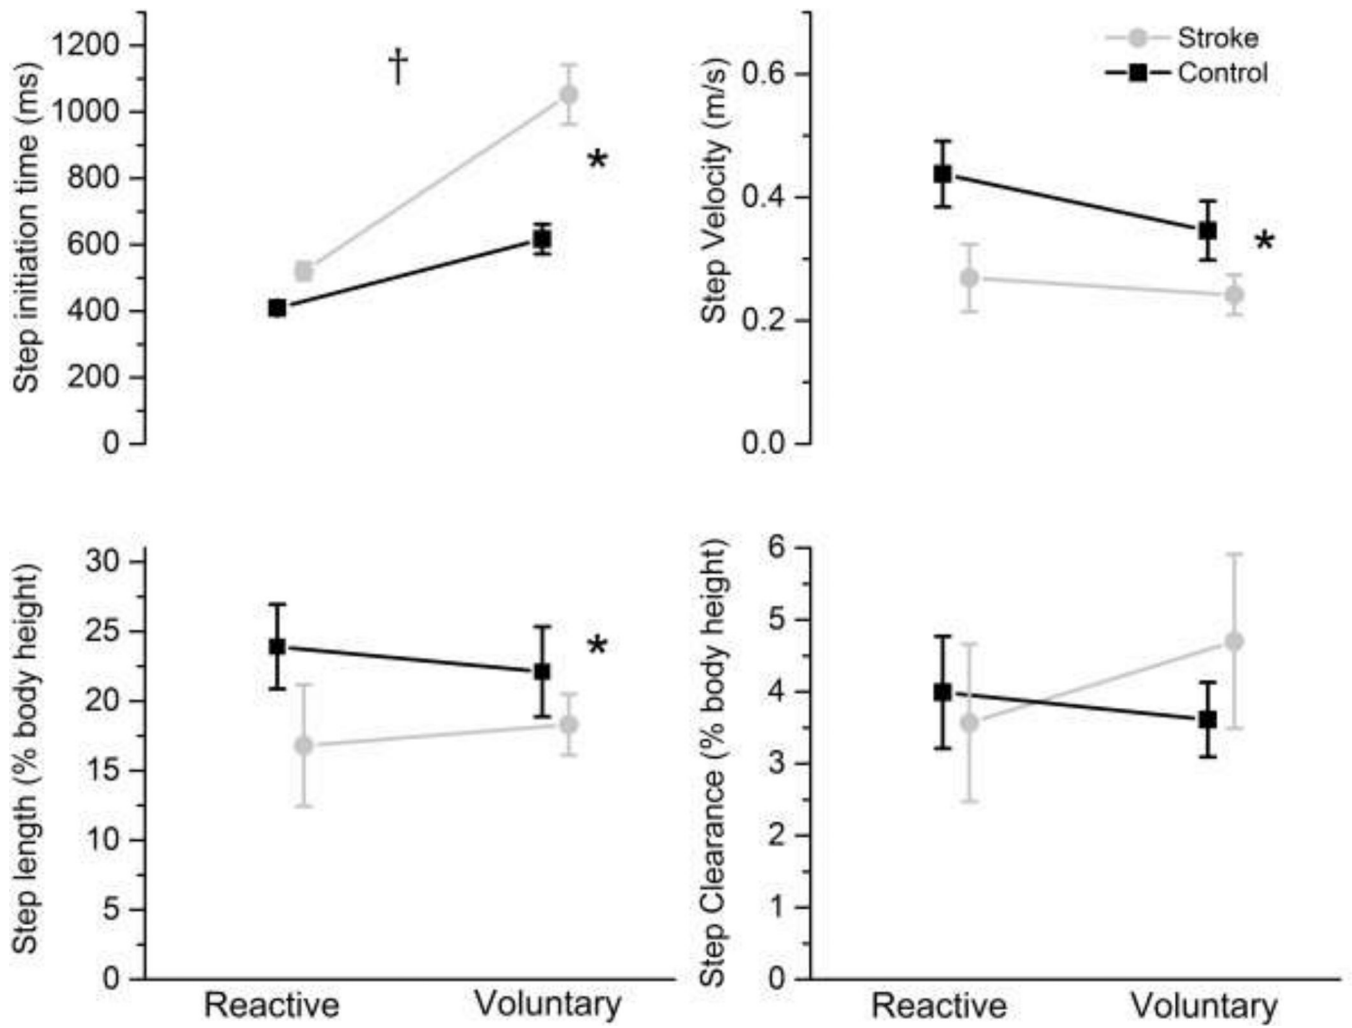 Step initiation time (ms)
1200
1000
800
600
400
200
0
†
*
Step Velocity (m/s)
0.6
0.4
0.2
0.0
Stroke
Control
*
Step length (% body height)
30
25
20
15
10
5
0
*
Reactive
Voluntary
Step Clearance (% body height)
6
5
4
3
2
1
0
Reactive
Voluntary